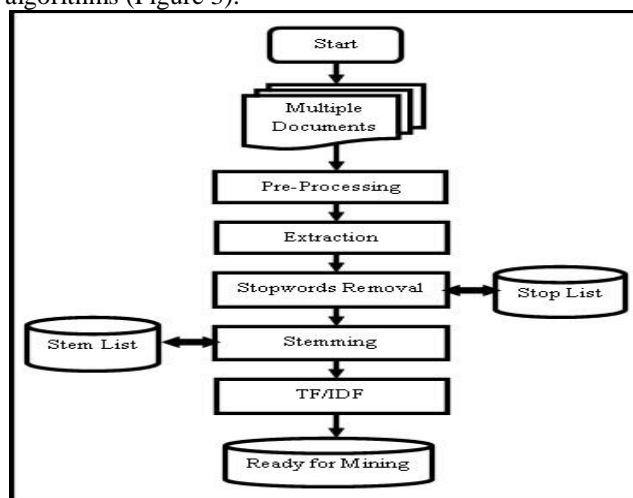 algorithms (Figure 3).
Start
Multiple
Documents
Pre-Processing
Extraction
Stopwords Removal
Stop List
Stem List
Stemming
TF/IDF
Ready for Mining